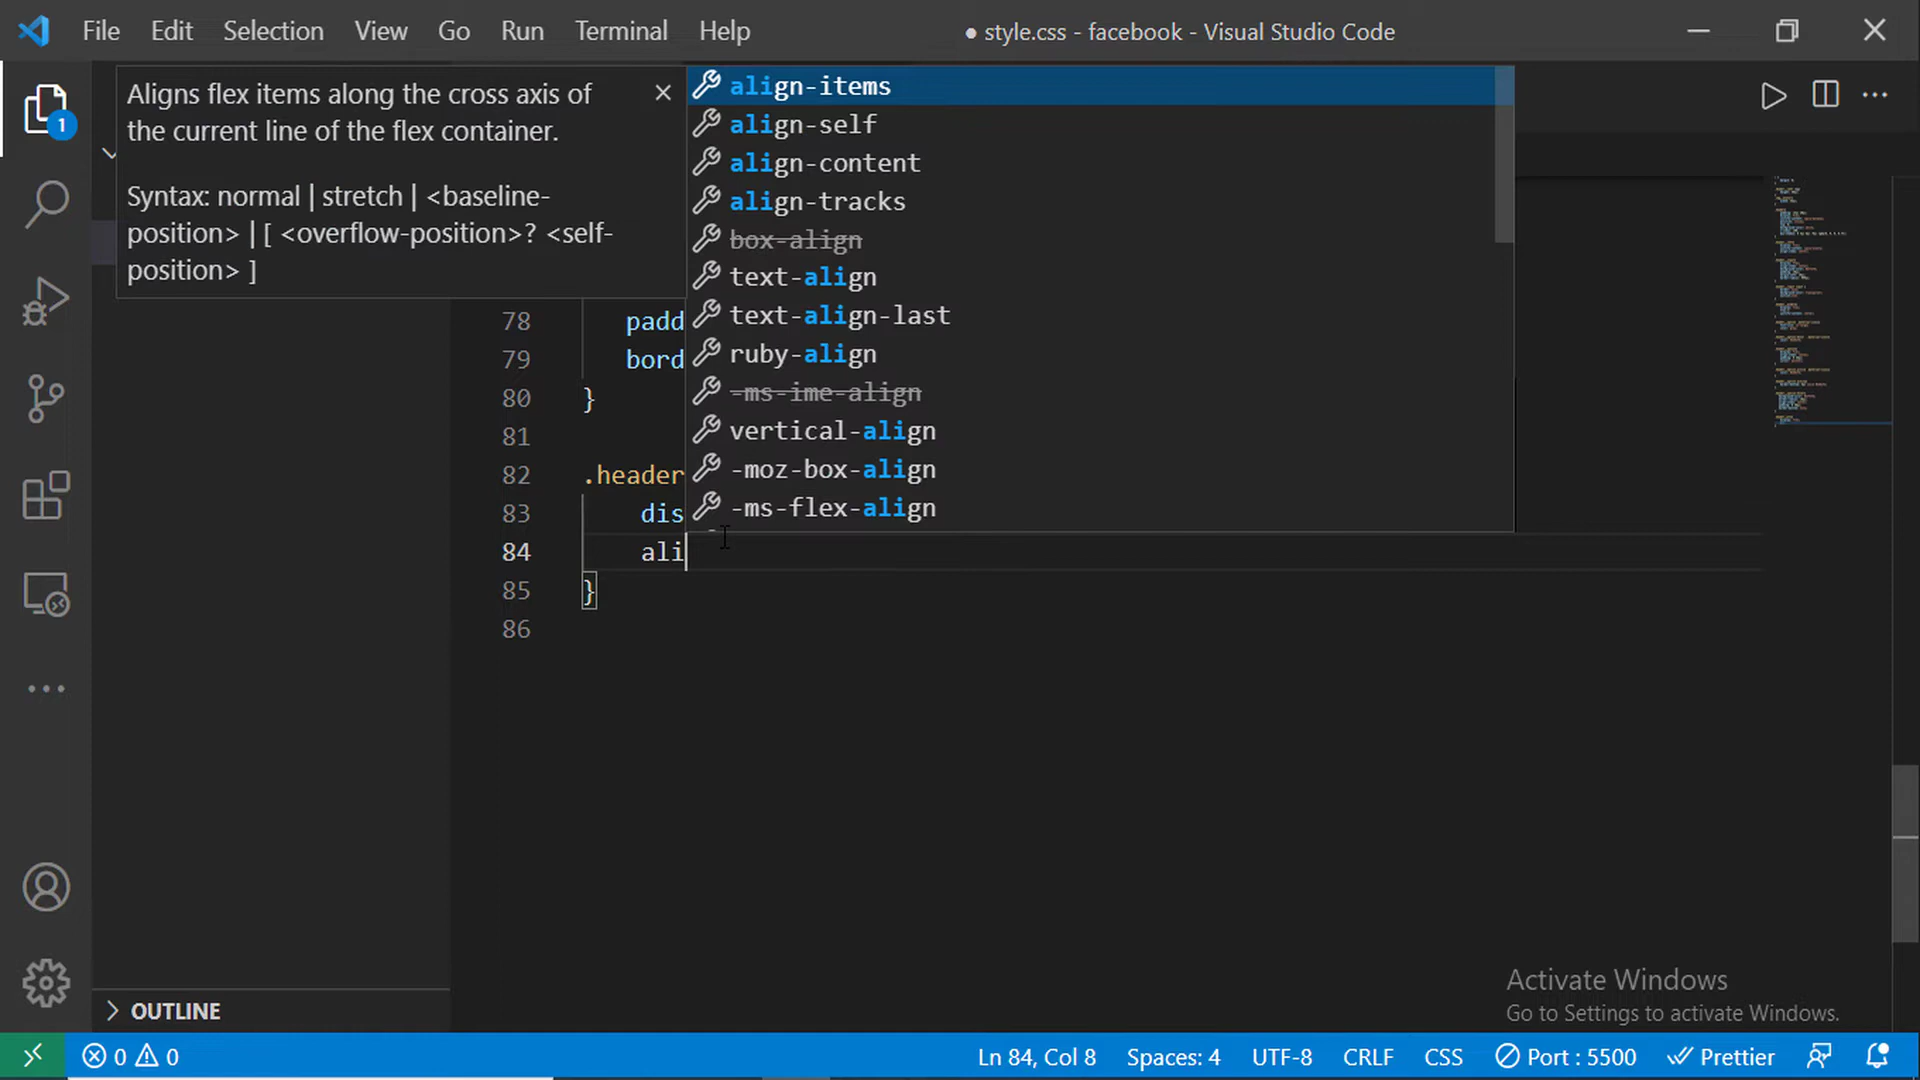 File Edit Selection View Go Run Terminal Help
● style.css - facebook - Visual Studio Code
1
Aligns flex items along the cross axis of
the current line of the flex container.
Syntax: normal | stretch | <baseline-
position> | [ <overflow-position>? <self-
position> ]
align-items
align-self
align-content
align-tracks
box-align
text-align
text-align-last
ruby-align
-ms-ime-align
vertical-align
-moz-box-align
-ms-flex-align
78 padd
79 bord
80 }
81
82 .header
83 dis
84 ali
85 }
86
OUTLINE
Activate Windows
Go to Settings to activate Windows.
0 0 Ln 84, Col 8 Spaces: 4 UTF-8 CRLF CSS Port : 5500 Prettier